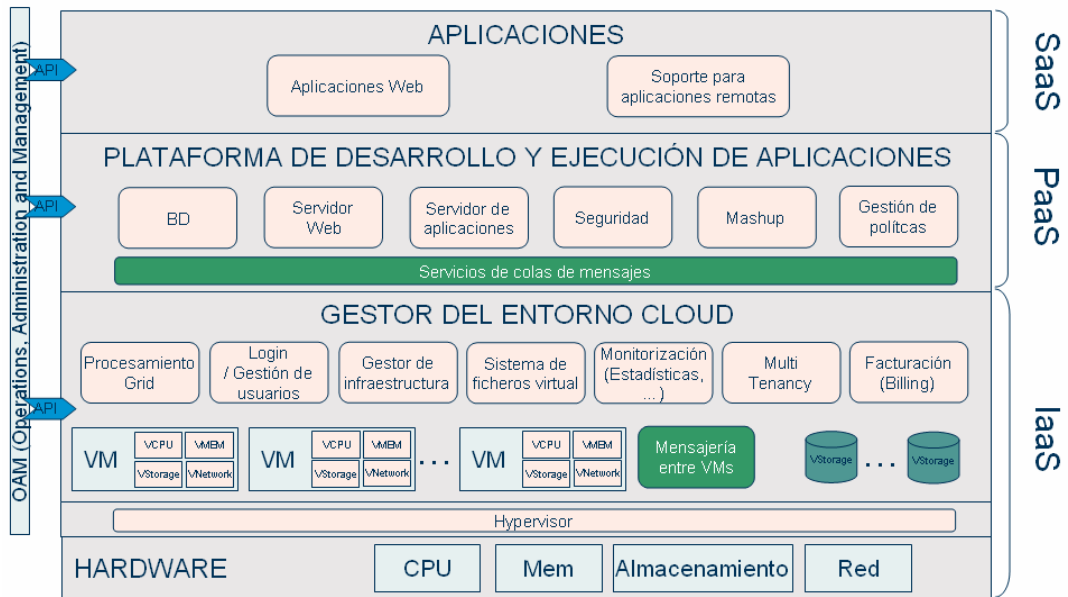 OAM (Operations, Administration and Management)
APLICACIONES
SaaS
API
Aplicaciones Web
Soporte para
aplicaciones remotas
PLATAFORMA DE DESARROLLO Y EJECUCIÓN DE APLICACIONES
PaaS
API
BD
Servidor
Web
Servidor de
aplicaciones
Seguridad
Mashup
Gestión de
polítcas
Servicios de colas de mensajes
GESTOR DEL ENTORNO CLOUD
IaaS
Procesamiento
Grid
Login
/ Gestión de
usuarios
Gestor de
infraestructura
Sistema de
ficheros virtual
Monitorización
(Estadísticas,
... )
Multi
Tenancy
Facturación
(Billing)
API
VM
VCPU
VMEM
VStorage
VNetwork
VM
VCPU
VMEM
VStorage
VNetwork
...
VM
VCPU
VMEM
VStorage
VNetwork
Mensajería
entre VMs
VStorage
...
VStorage
Hypervisor
HARDWARE
CPU
Mem
Almacenamiento
Red